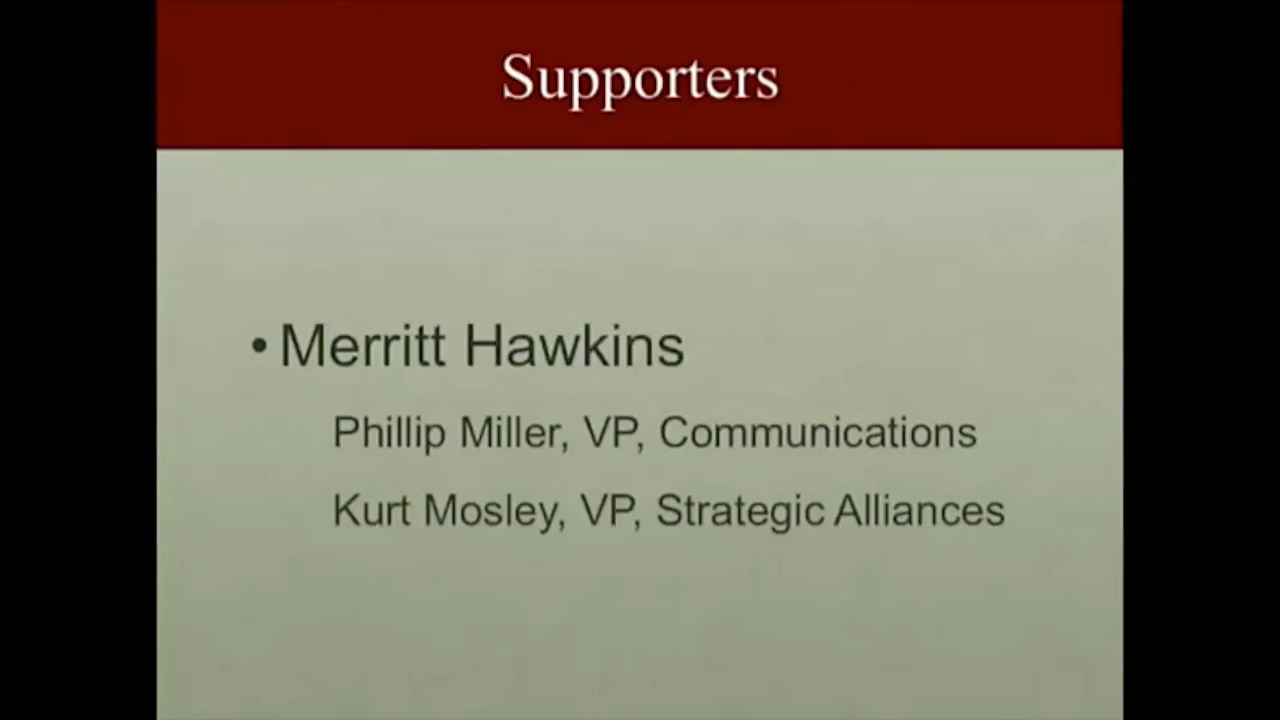 Supporters
• Merritt Hawkins
Phillip Miller, VP, Communications
Kurt Mosley, VP, Strategic Alliances